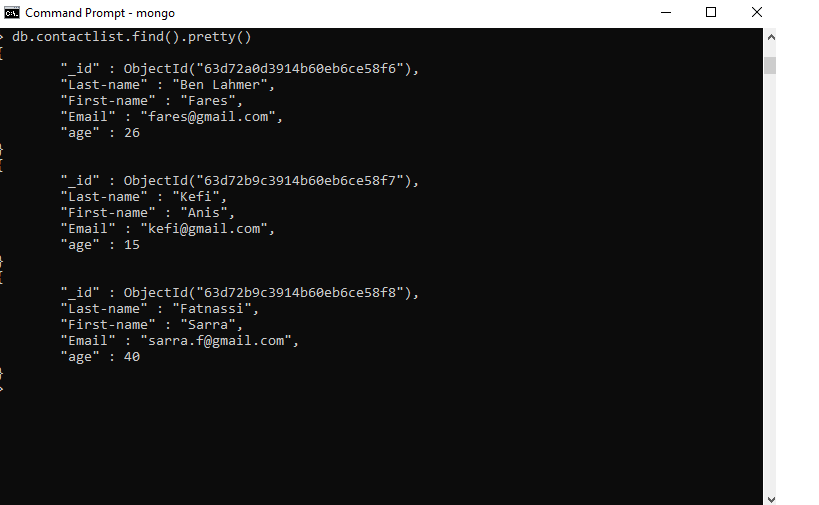 Command Prompt - mongo
> db.contactlist.find().pretty()
{
"_id" : ObjectId("63d72a0d3914b60eb6ce58f6"),
"Last-name" : "Ben Lahmer",
"First-name" : "Fares",
"Email" : "fares@gmail.com",
"age" : 26
}
{
"_id" : ObjectId("63d72b9c3914b60eb6ce58f7"),
"Last-name" : "Kefi",
"First-name" : "Anis",
"Email" : "kefi@gmail.com",
"age" : 15
}
{
"_id" : ObjectId("63d72b9c3914b60eb6ce58f8"),
"Last-name" : "Fatnassi",
"First-name" : "Sarra",
"Email" : "sarra.f@gmail.com",
"age" : 40
}
>